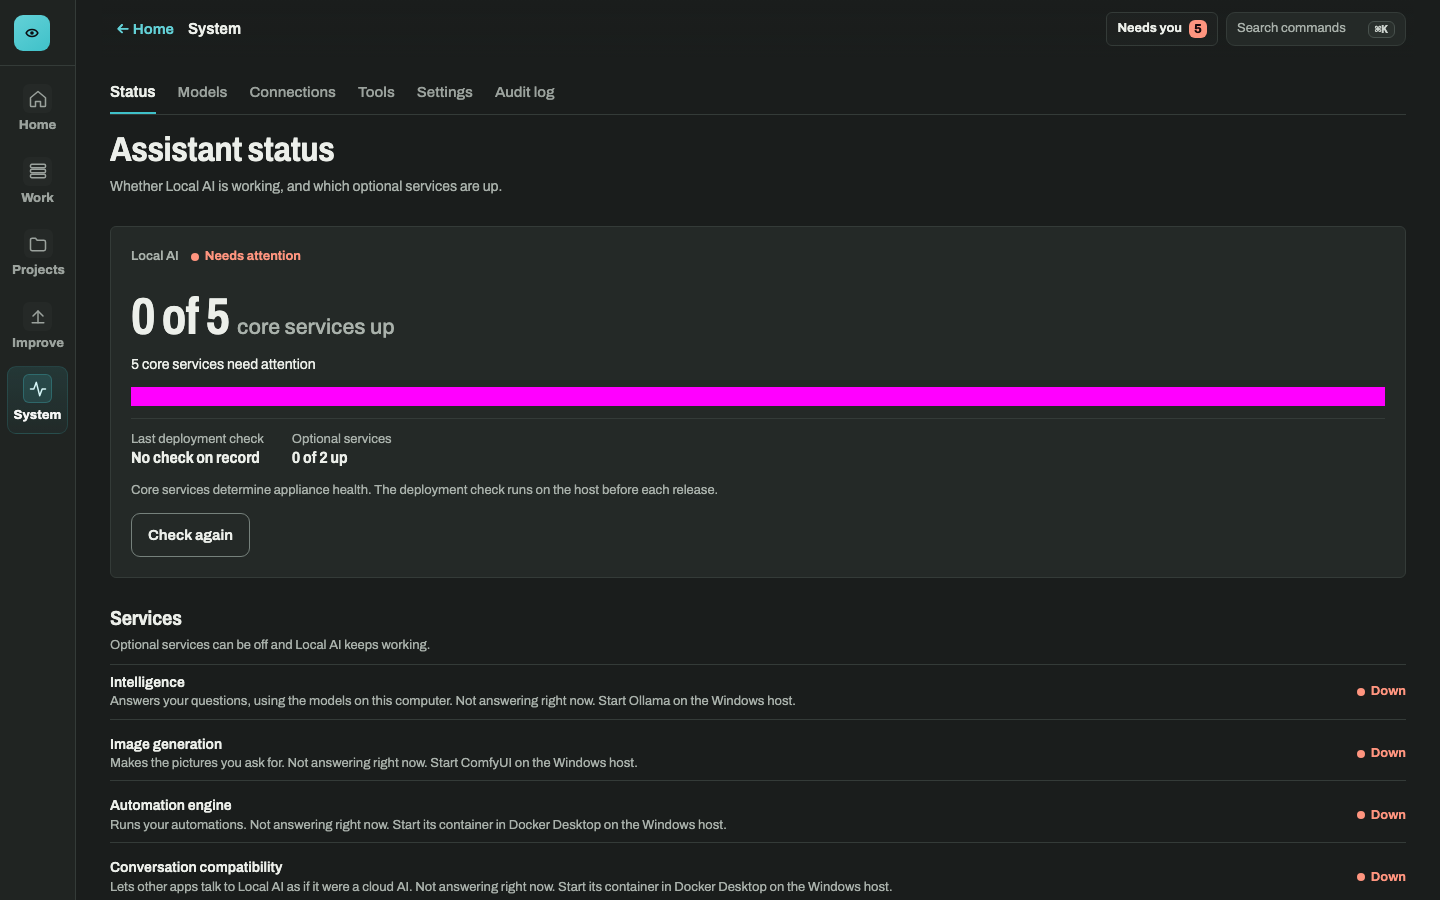 ← Home System
Needs you 5
Search commands ⌘K
Home
Work
Projects
Improve
System
Status Models Connections Tools Settings Audit log
Assistant status
Whether Local AI is working, and which optional services are up.
Local AI Needs attention
0 of 5 core services up
5 core services need attention
Last deployment check Optional services
No check on record 0 of 2 up
Core services determine appliance health. The deployment check runs on the host before each release.
Check again
Services
Optional services can be off and Local AI keeps working.
Intelligence
Answers your questions, using the models on this computer. Not answering right now. Start Ollama on the Windows host.
Down
Image generation
Makes the pictures you ask for. Not answering right now. Start ComfyUI on the Windows host.
Down
Automation engine
Runs your automations. Not answering right now. Start its container in Docker Desktop on the Windows host.
Down
Conversation compatibility
Lets other apps talk to Local AI as if it were a cloud AI. Not answering right now. Start its container in Docker Desktop on the Windows host.
Down